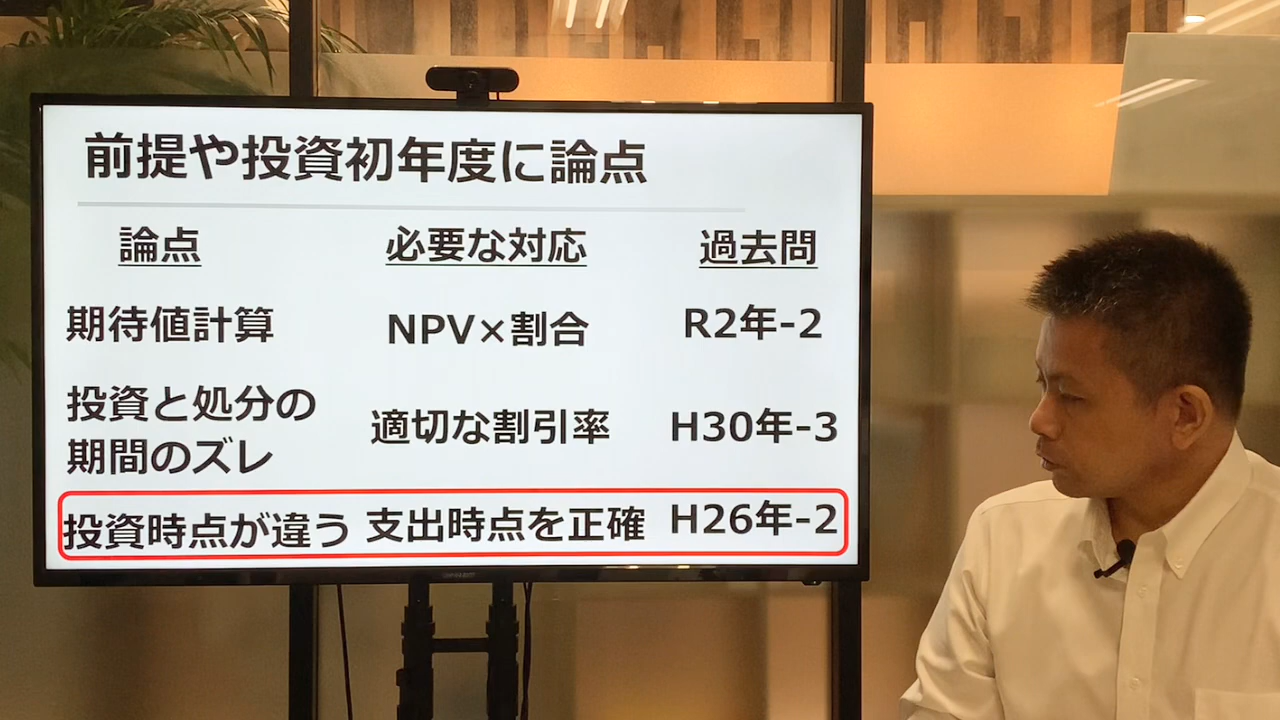 前提や投資初年度に論点
論点 必要な対応 過去問
期待値計算 NPV×割合 R2年-2
投資と処分の
期間のズレ 適切な割引率 H30年-3
投資時点が違う 支出時点を正確 H26年-2